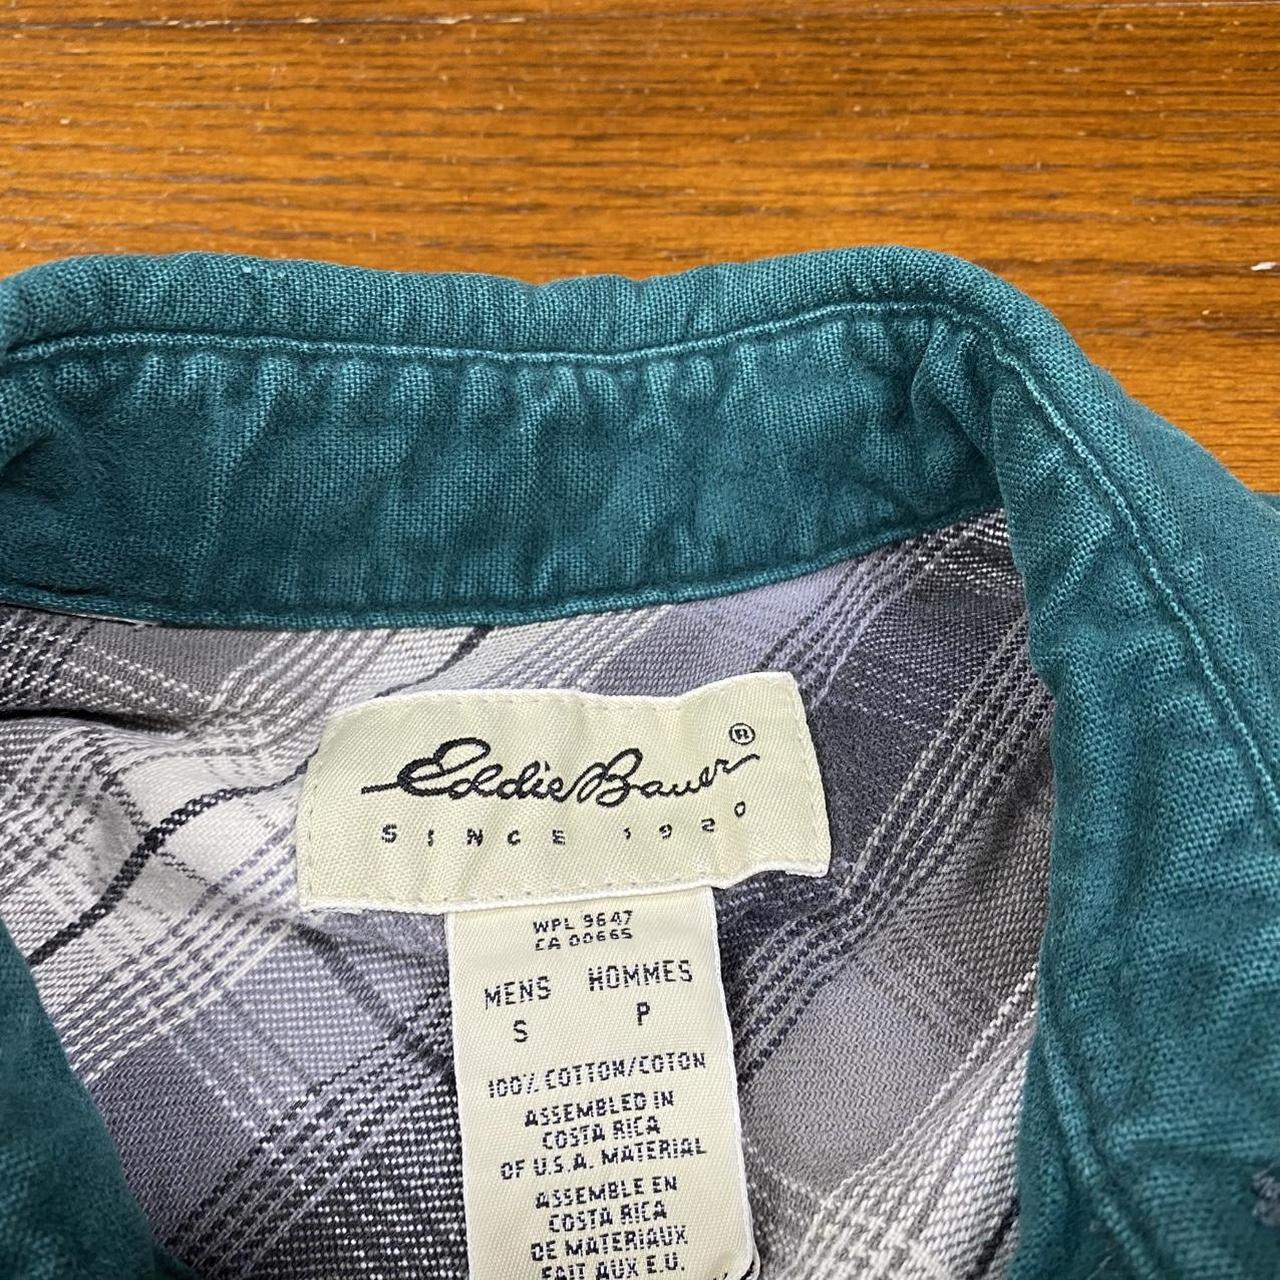 Eddie Bauer®
SINCE 1920
WPL 9647
CA 00665
MENS HOMMES
S P
100% COTTON/COTON
ASSEMBLED IN
COSTA RICA
OF U.S.A. MATERIAL
ASSEMBLE EN
COSTA RICA
DE MATERIAUX
FAIT AUX E.U.